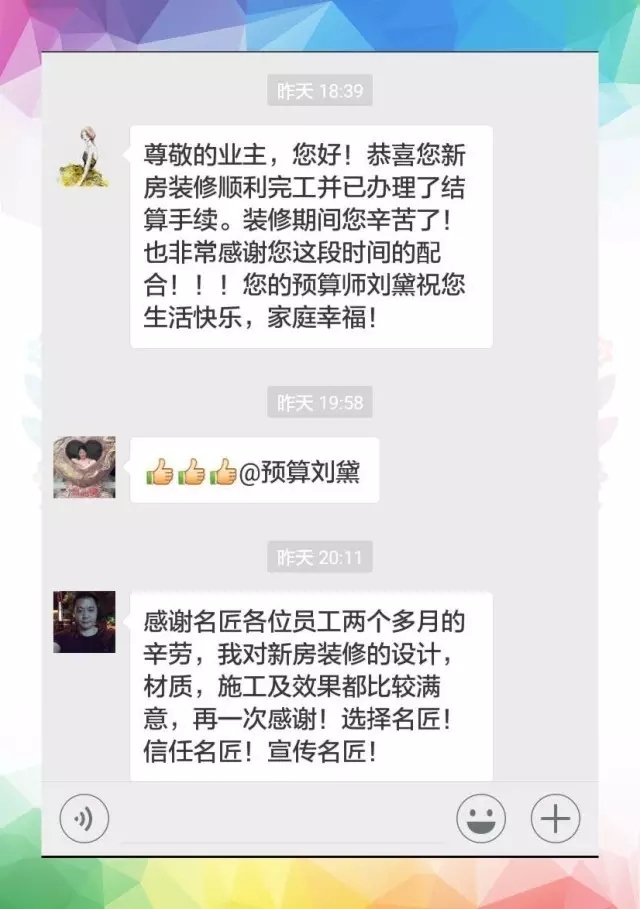 昨天 18:39
尊敬的业主，您好！恭喜您新
房装修顺利完工并已办理了结
算手续。装修期间您辛苦了！
也非常感谢您这段时间的配
合！！！您的预算师刘黛祝您
生活快乐，家庭幸福！
昨天 19:58
👍👍👍@预算刘黛
昨天 20:11
感谢名匠各位员工两个多月的
辛劳，我对新房装修的设计，
材质，施工及效果都比较满
意，再一次感谢！选择名匠！
信任名匠！宣传名匠！